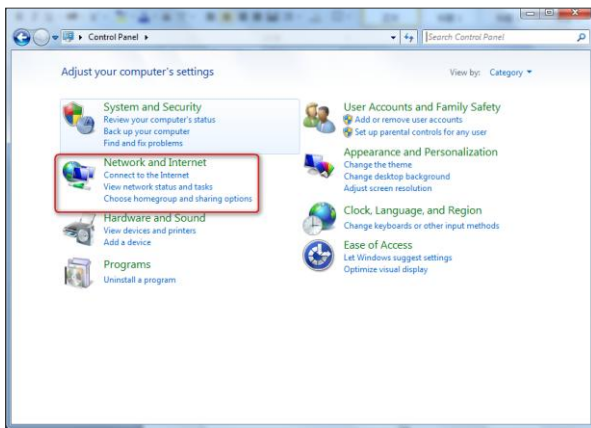 Control Panel
Search Control Panel
Adjust your computer's settings
View by: Category
System and Security
Review your computer's status
Back up your computer
Find and fix problems
Network and Internet
Connect to the Internet
View network status and tasks
Choose homegroup and sharing options
Hardware and Sound
View devices and printers
Add a device
Programs
Uninstall a program
User Accounts and Family Safety
Add or remove user accounts
Set up parental controls for any user
Appearance and Personalization
Change the theme
Change desktop background
Adjust screen resolution
Clock, Language, and Region
Change keyboards or other input methods
Ease of Access
Let Windows suggest settings
Optimize visual display